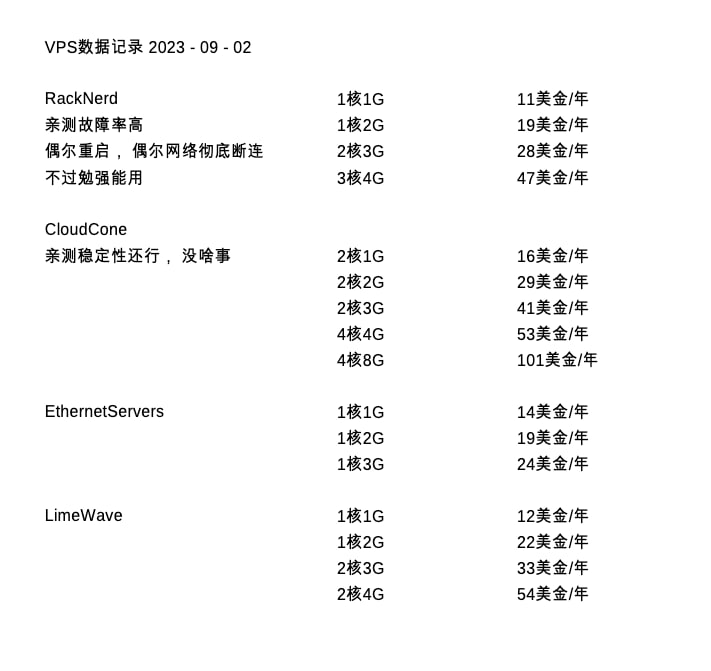 VPS数据记录 2023 - 09 - 02
RackNerd 1核1G 11美金/年
亲测故障率高 1核2G 19美金/年
偶尔重启， 偶尔网络彻底断连 2核3G 28美金/年
不过勉强能用 3核4G 47美金/年
CloudCone
亲测稳定性还行， 没啥事 2核1G 16美金/年
2核2G 29美金/年
2核3G 41美金/年
4核4G 53美金/年
4核8G 101美金/年
EthernetServers 1核1G 14美金/年
1核2G 19美金/年
1核3G 24美金/年
LimeWave 1核1G 12美金/年
1核2G 22美金/年
2核3G 33美金/年
2核4G 54美金/年